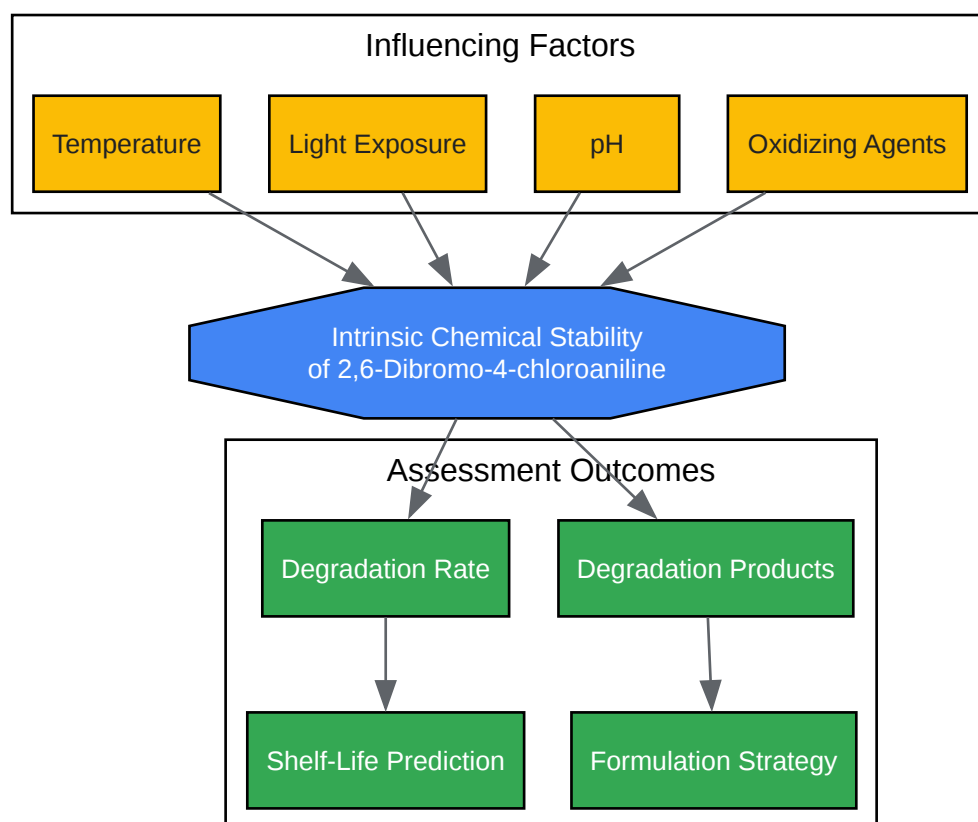 Influencing Factors
Temperature
Light Exposure
pH
Oxidizing Agents
Intrinsic Chemical Stability
of 2,6-Dibromo-4-chloroaniline
Assessment Outcomes
Degradation Rate
Degradation Products
Shelf-Life Prediction
Formulation Strategy